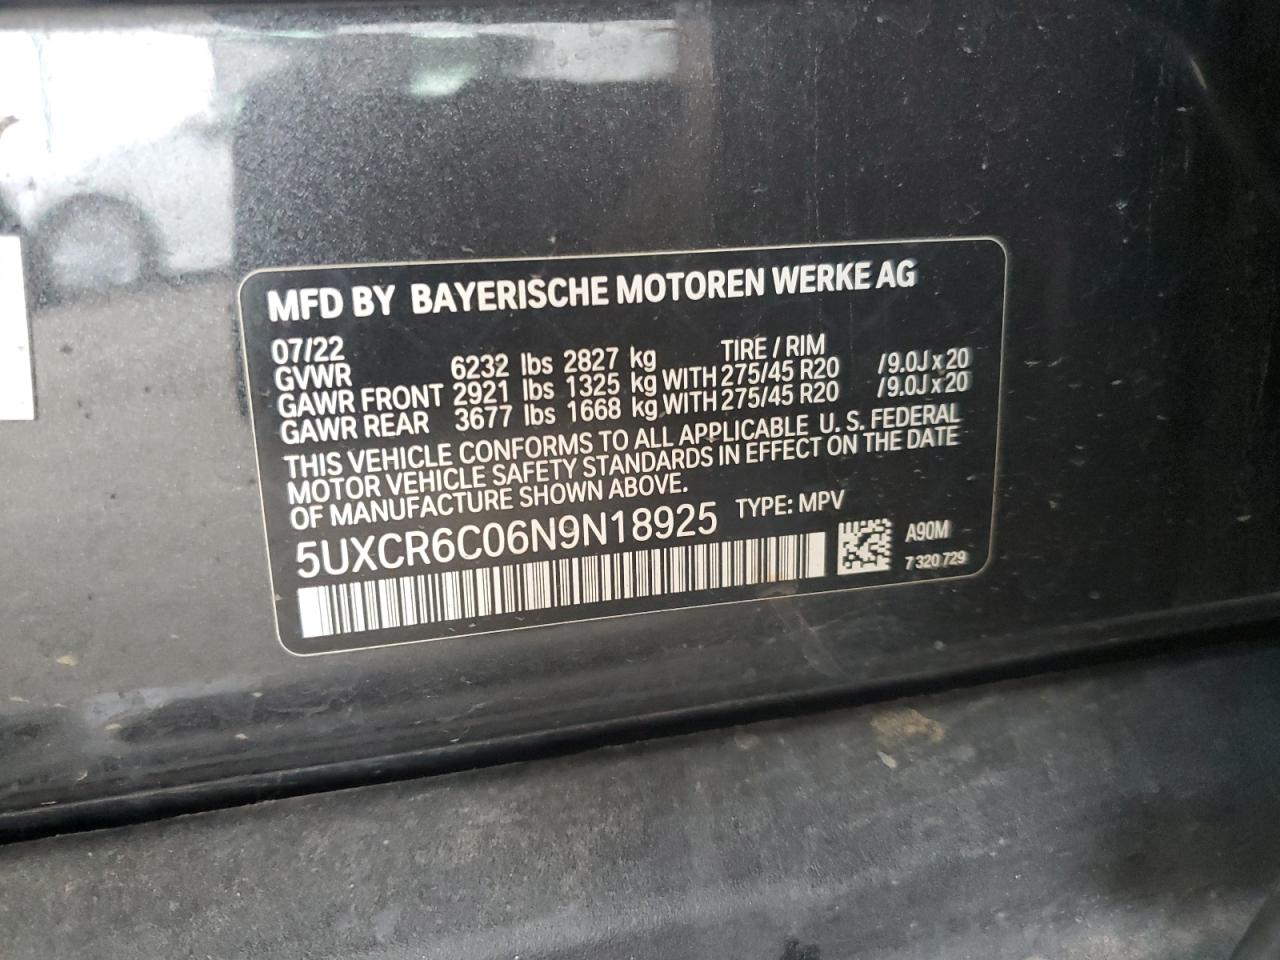 MFD BY BAYERISCHE MOTOREN WERKE AG
07/22 TIRE / RIM
GVWR 6232 lbs 2827 kg
GAWR FRONT 2921 lbs 1325 kg WITH 275/45 R20 /9.0J x 20
GAWR REAR 3677 lbs 1668 kg WITH 275/45 R20 /9.0J x 20
THIS VEHICLE CONFORMS TO ALL APPLICABLE U. S. FEDERAL
MOTOR VEHICLE SAFETY STANDARDS IN EFFECT ON THE DATE
OF MANUFACTURE SHOWN ABOVE.
5UXCR6C06N9N18925 TYPE: MPV
A90M
7 320 729